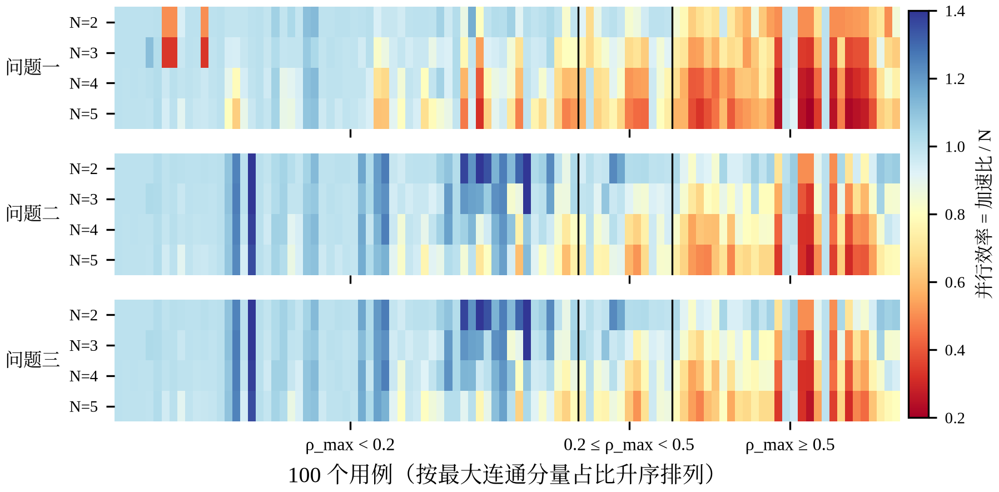 问题一
N=2
N=3
N=4
N=5
问题二
N=2
N=3
N=4
N=5
问题三
N=2
N=3
N=4
N=5
ρ_max < 0.2
0.2 ≤ ρ_max < 0.5
ρ_max ≥ 0.5
100 个用例（按最大连通分量占比升序排列）
1.4
1.2
1.0
0.8
0.6
0.4
0.2
并行效率 = 加速比 / N